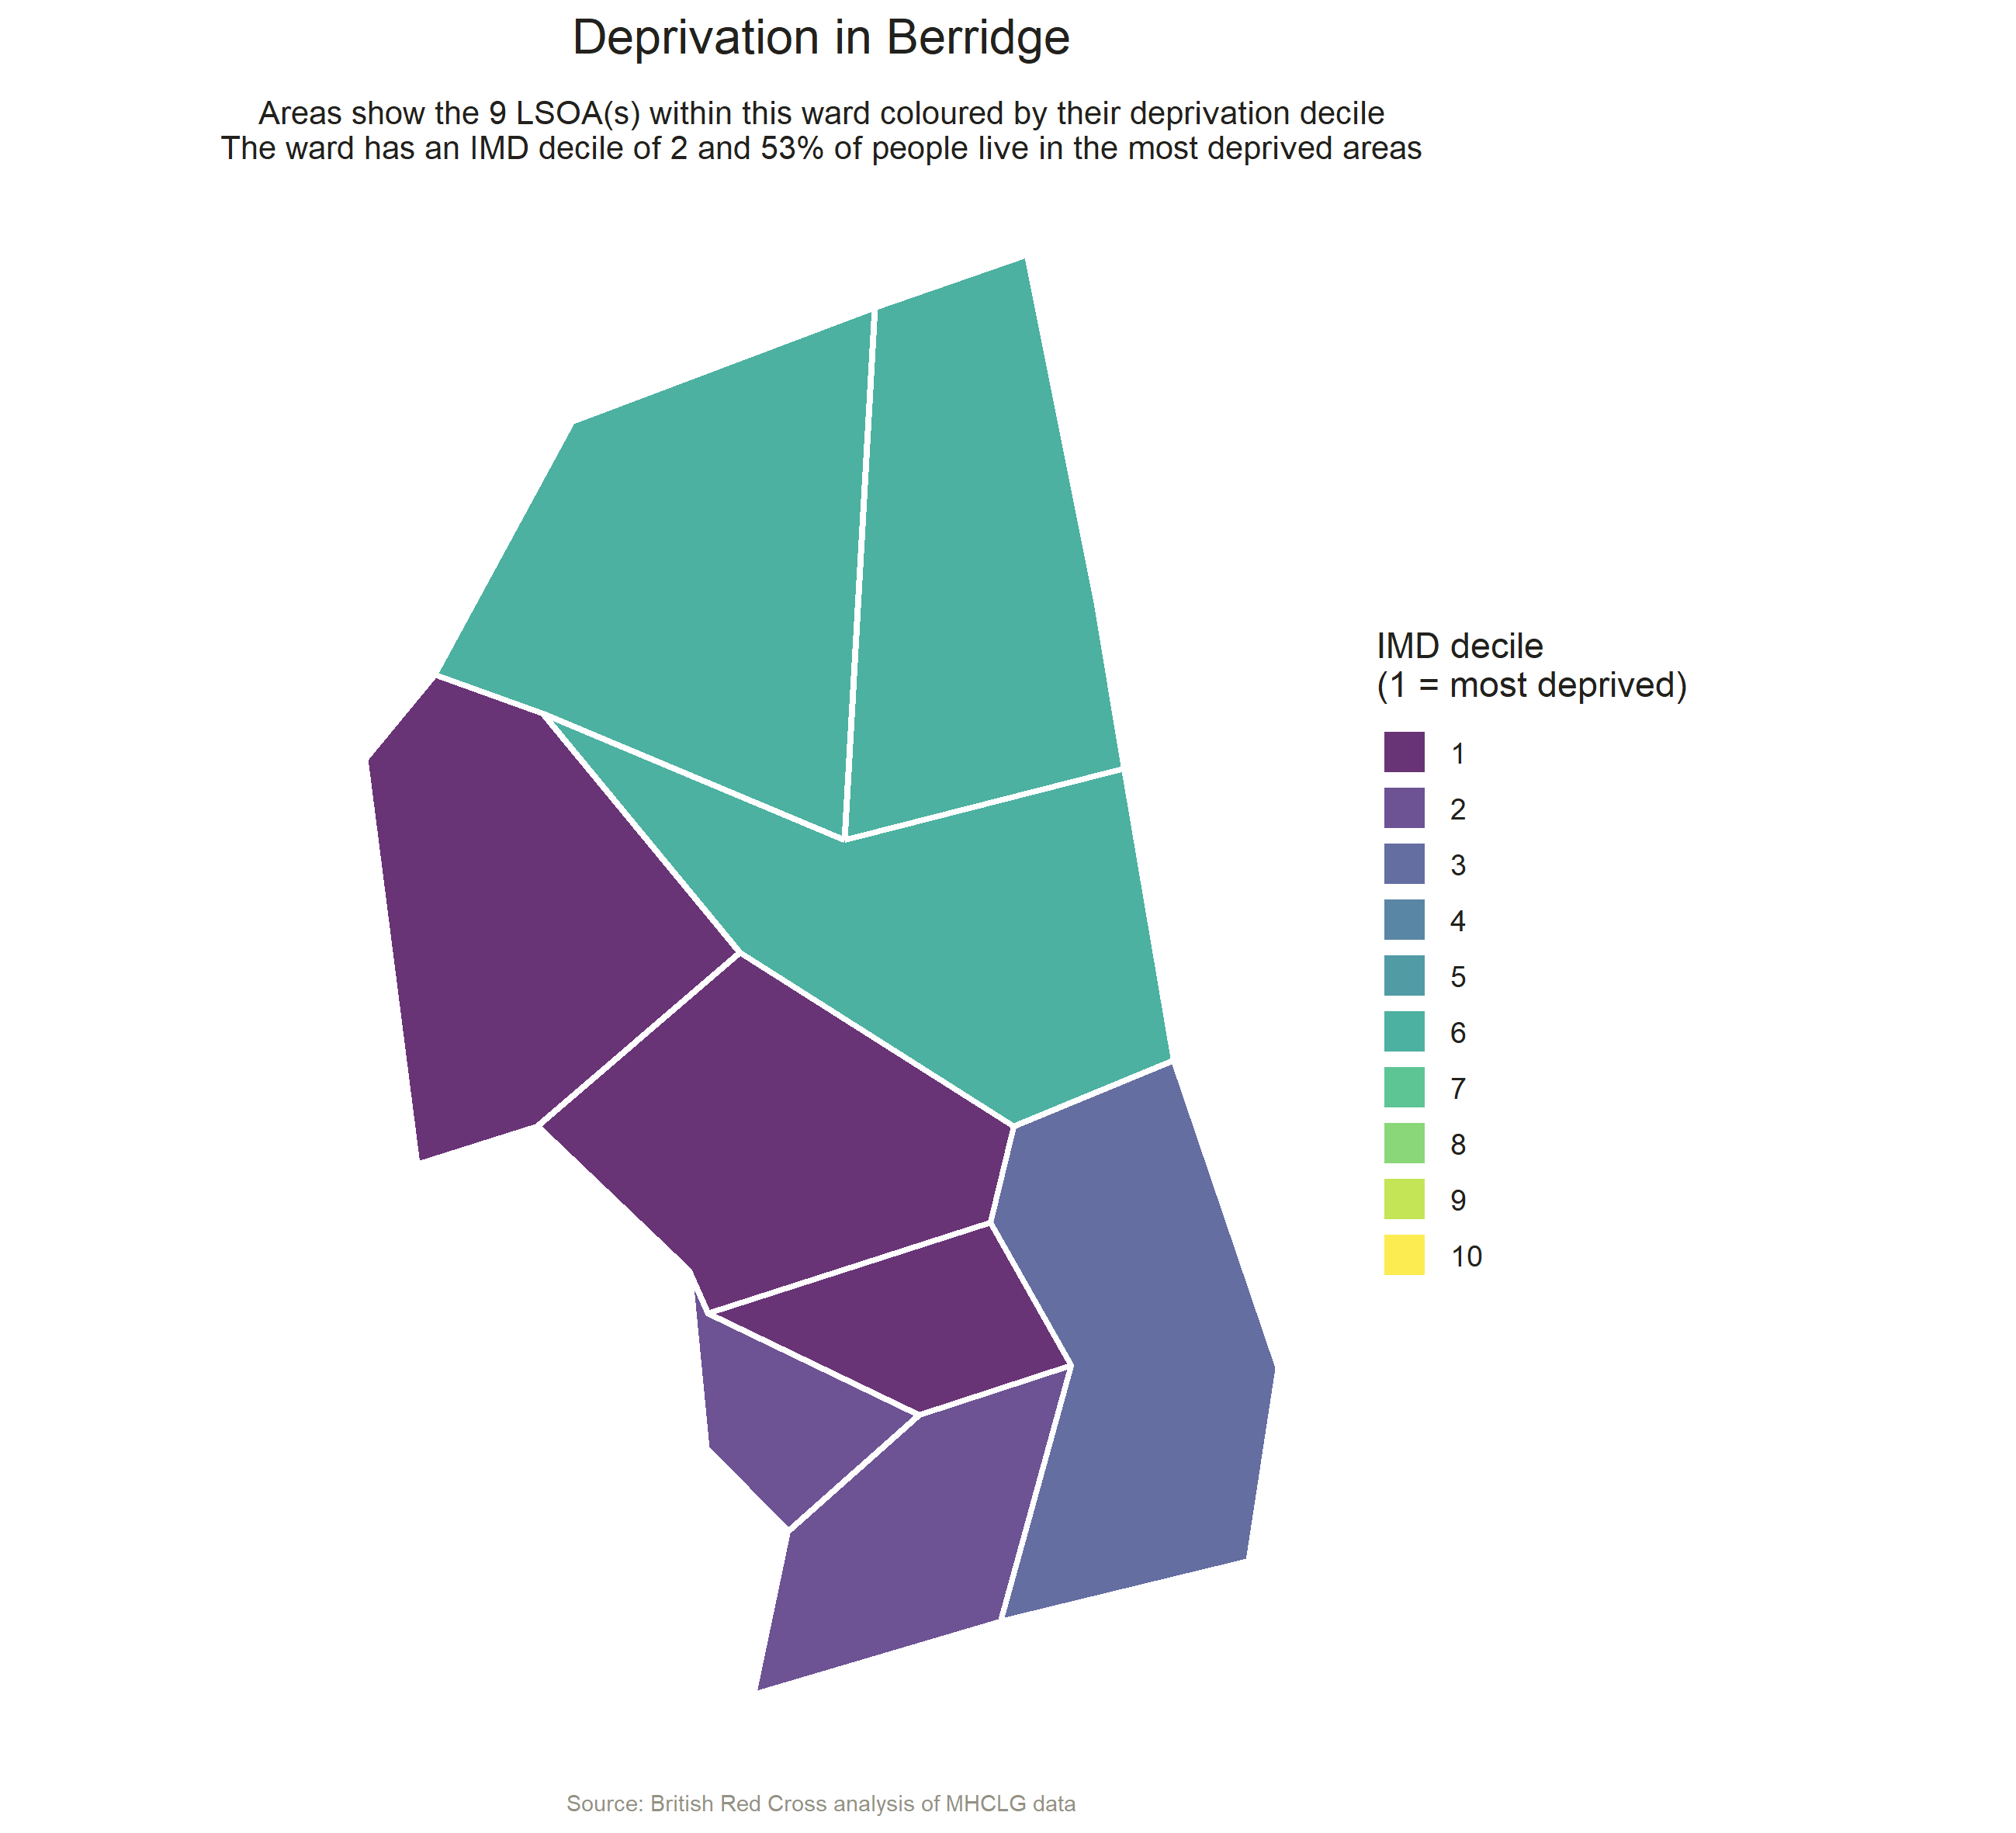 Deprivation in Berridge
Areas show the 9 LSOA(s) within this ward coloured by their deprivation decile
The ward has an IMD decile of 2 and 53% of people live in the most deprived areas
IMD decile
(1 = most deprived)
1
2
3
4
5
6
7
8
9
10
Source: British Red Cross analysis of MHCLG data